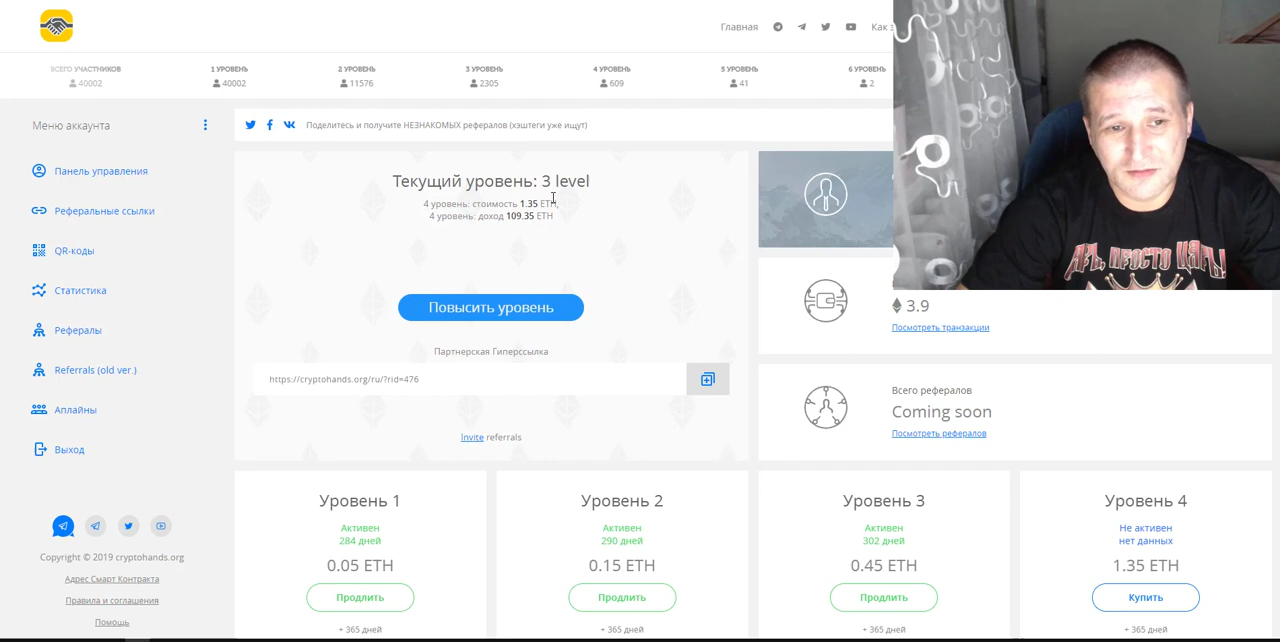 Главная
Как
ВСЕГО УЧАСТНИКОВ
40002
1 УРОВЕНЬ
40002
2 УРОВЕНЬ
11576
3 УРОВЕНЬ
2305
4 УРОВЕНЬ
609
5 УРОВЕНЬ
41
6 УРОВЕНЬ
2
Меню аккаунта
Панель управления
Реферальные ссылки
QR-коды
Статистика
Рефералы
Referrals (old ver.)
Аплайны
Выход
Copyright © 2019 cryptohands.org
Адрес Смарт Контракта
Правила и соглашения
Помощь
Поделитесь и получите НЕЗНАКОМЫХ рефералов (хэштеги уже ищут)
Текущий уровень: 3 level
4 уровень: стоимость 1.35 ETH,
4 уровень: доход 109.35 ETH
Повысить уровень
Партнерская Гиперссылка
https://cryptohands.org/ru/?rid=476
Invite referrals
3.9
Посмотреть транзакции
Всего рефералов
Coming soon
Посмотреть рефералов
Уровень 1
Активен
284 дней
0.05 ETH
Продлить
+ 365 дней
Уровень 2
Активен
290 дней
0.15 ETH
Продлить
+ 365 дней
Уровень 3
Активен
302 дней
0.45 ETH
Продлить
+ 365 дней
Уровень 4
Не активен
нет данных
1.35 ETH
Купить
+ 365 дней